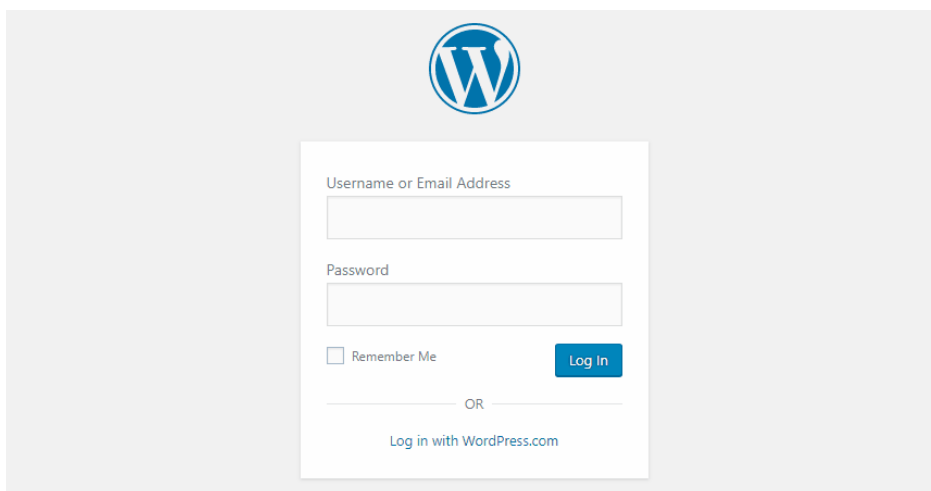 Username or Email Address
Password
Remember Me
Log In
OR
Log in with WordPress.com